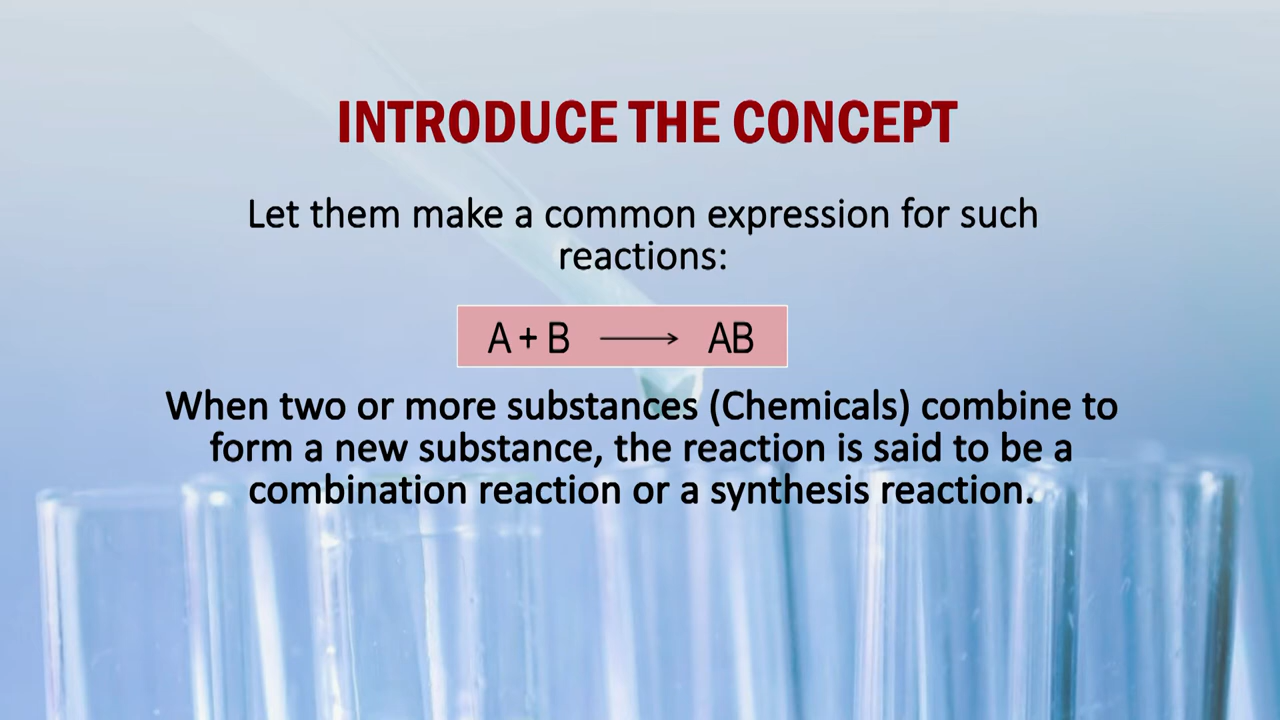 INTRODUCE THE CONCEPT
Let them make a common expression for such
reactions:
A + B ⟶ AB
When two or more substances (Chemicals) combine to
form a new substance, the reaction is said to be a
combination reaction or a synthesis reaction.